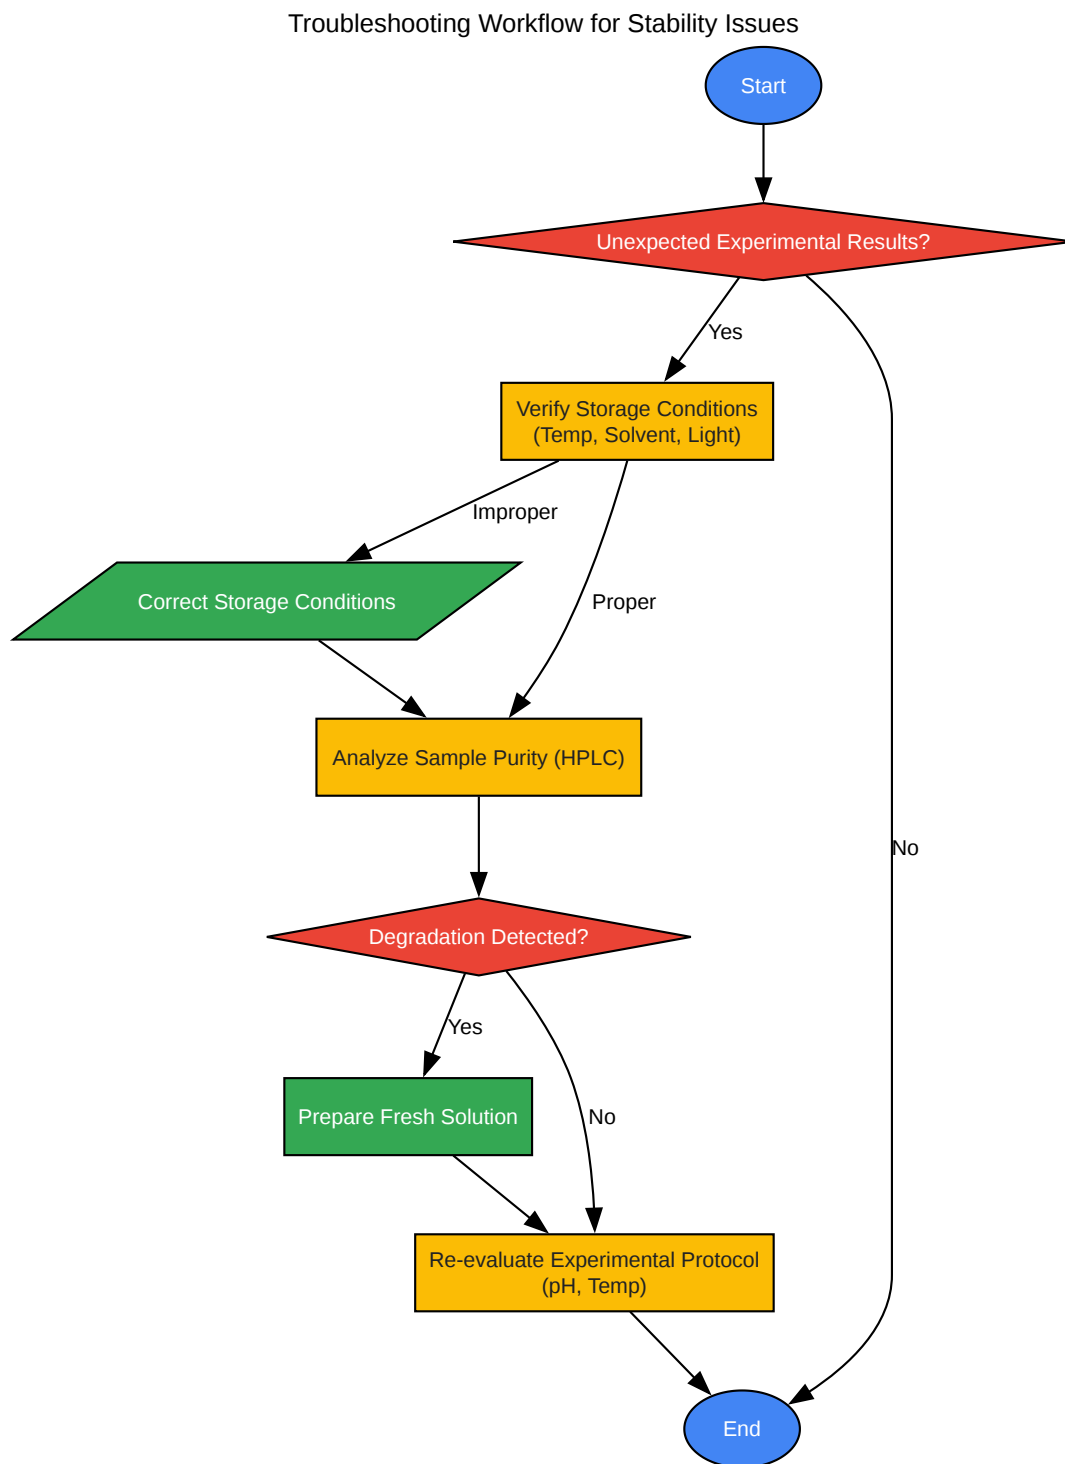 Troubleshooting Workflow for Stability Issues
Start
Unexpected Experimental Results?
Yes
Verify Storage Conditions
(Temp, Solvent, Light)
Improper
Correct Storage Conditions
Proper
Analyze Sample Purity (HPLC)
No
Degradation Detected?
Yes
Prepare Fresh Solution
No
Re-evaluate Experimental Protocol
(pH, Temp)
End